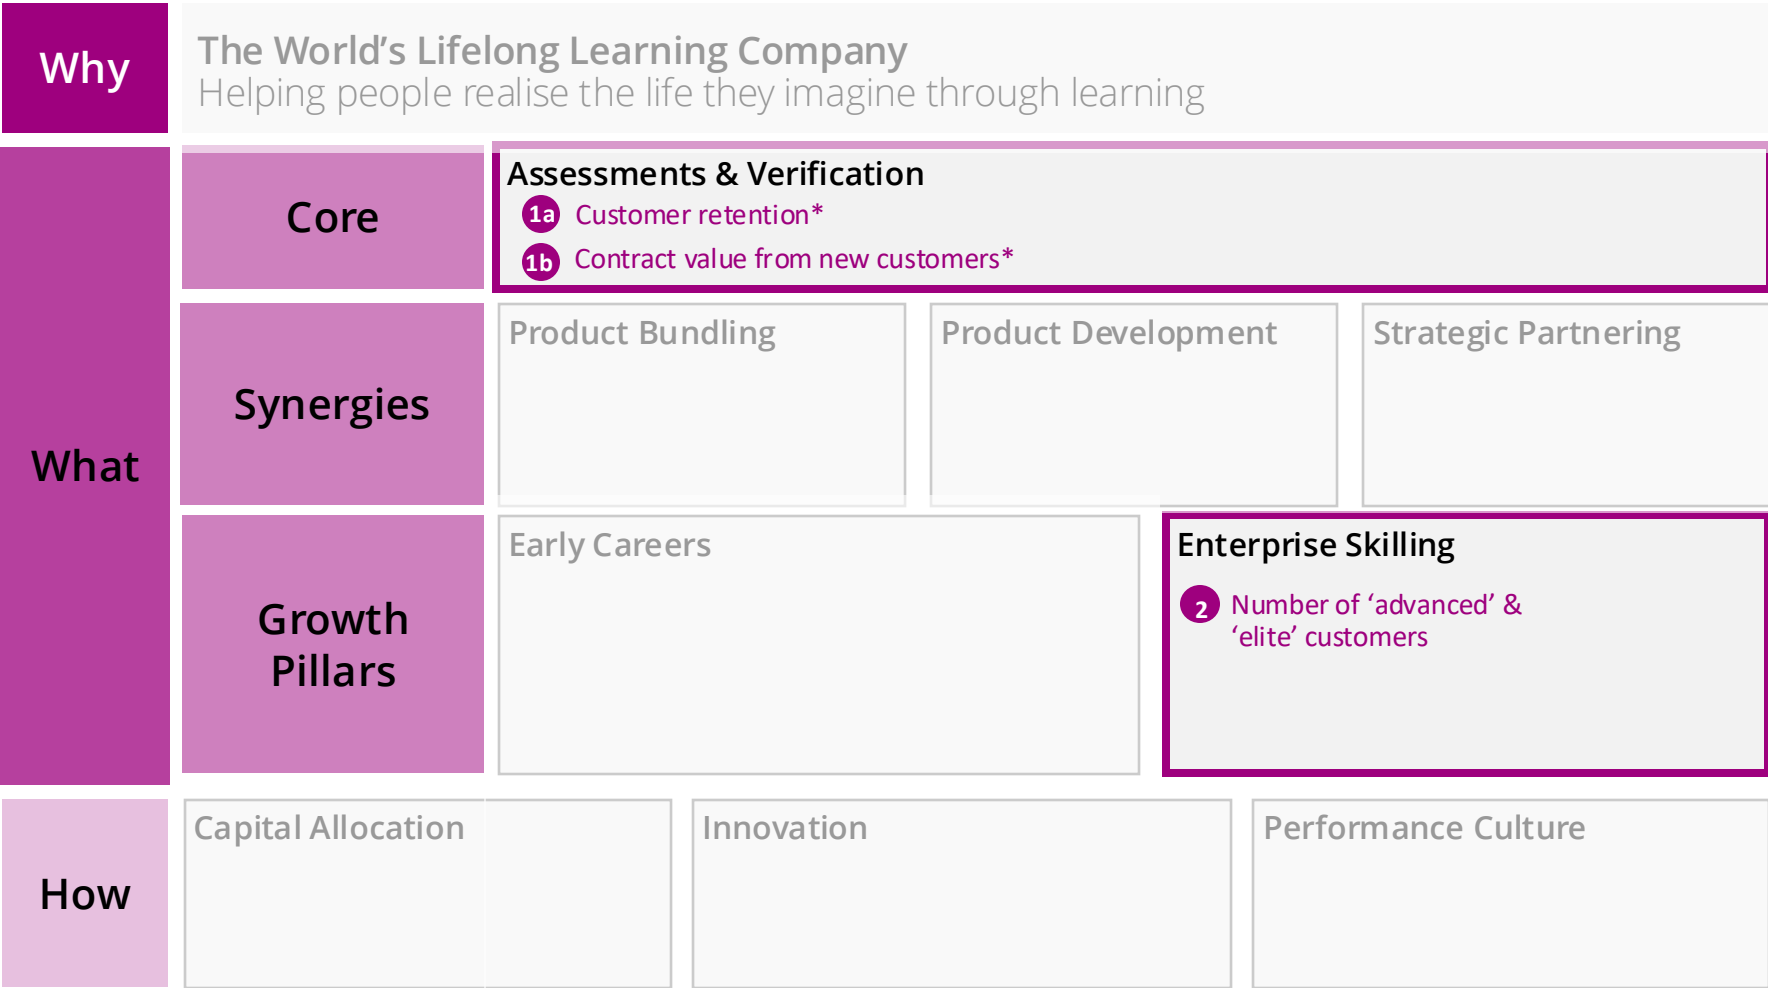 Why
The World’s Lifelong Learning Company
Helping people realise the life they imagine through learning
What
Core
Assessments & Verification
1a Customer retention*
1b Contract value from new customers*
Synergies
Product Bundling
Product Development
Strategic Partnering
Growth
Pillars
Early Careers
Enterprise Skilling
2 Number of ‘advanced’ &
‘elite’ customers
How
Capital Allocation
Innovation
Performance Culture